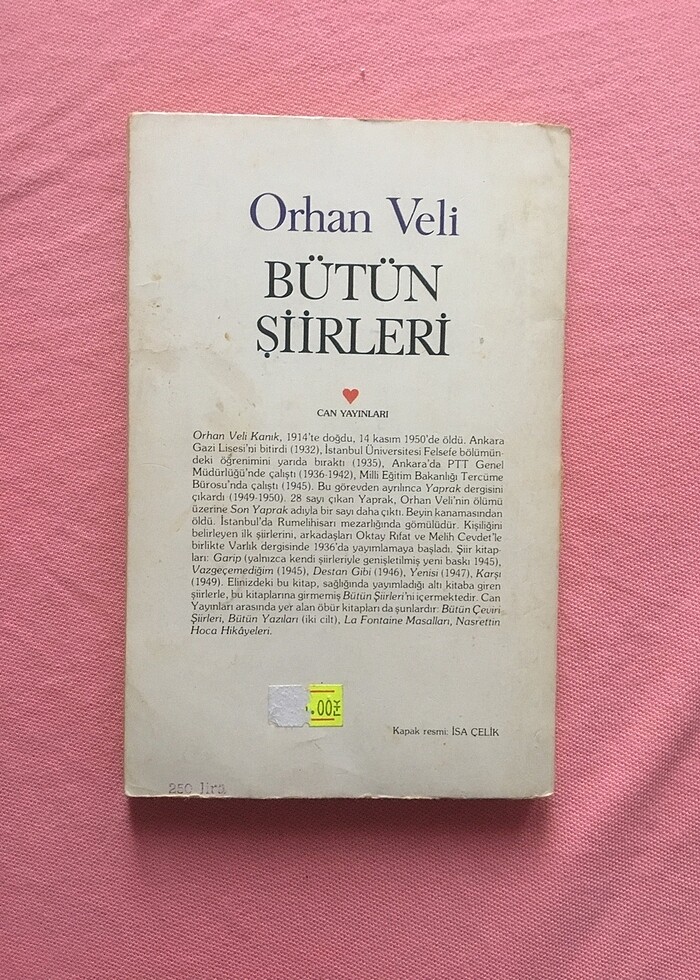 Orhan Veli
BÜTÜN
ŞİİRLERİ
CAN YAYINLARI
Orhan Veli Kanık, 1914'te doğdu, 14 kasım 1950'de öldü. Ankara
Gazi Lisesi'ni bitirdi (1932), İstanbul Üniversitesi Felsefe bölümün-
deki öğrenimini yarıda bıraktı (1935), Ankara'da PTT Genel
Müdürlüğü'nde çalıştı (1936-1942), Milli Eğitim Bakanlığı Tercüme
Bürosu'nda çalıştı (1945). Bu görevden ayrılınca Yaprak dergisini
çıkardı (1949-1950). 28 sayı çıkan Yaprak, Orhan Veli'nin ölümü
üzerine Son Yaprak adıyla bir sayı daha çıktı. Beyin kanamasından
öldü. İstanbul'da Rumelihisarı mezarlığında gömülüdür. Kişiliğini
belirleyen ilk şiirlerini, arkadaşları Oktay Rıfat ve Melih Cevdet'le
birlikte Varlık dergisinde 1936'da yayımlamaya başladı. Şiir kitap-
ları: Garip (yalnızca kendi şiirleriyle genişletilmiş yeni baskı 1945),
Vazgeçemediğim (1945), Destan Gibi (1946), Yenisi (1947), Karşı
(1949). Elinizdeki bu kitap, sağlığında yayımladığı altı kitaba giren
şiirlerle, bu kitaplarına girmemiş Bütün Şiirleri'ni içermektedir. Can
Yayınları arasında yer alan öbür kitapları da şunlardır: Bütün Çeviri
Şiirleri, Bütün Yazıları (iki cilt), La Fontaine Masalları, Nasrettin
Hoca Hikâyeleri.
.00
Kapak resmi: İSA ÇELİK
250 lira